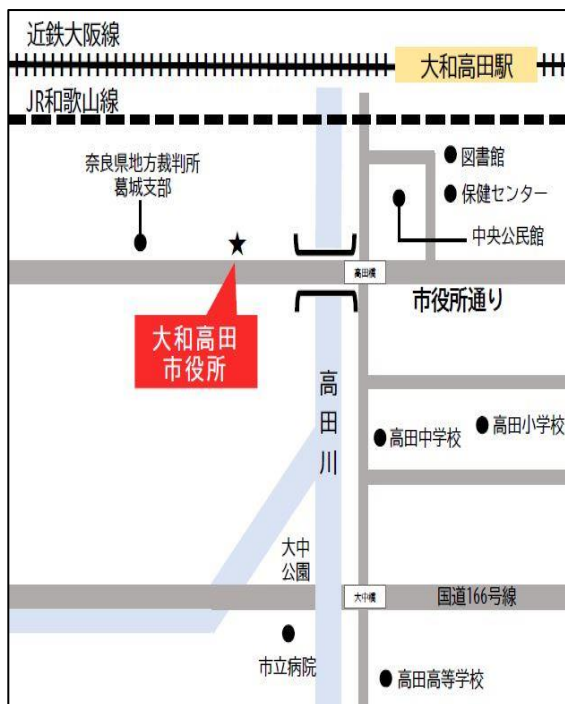 近鉄大阪線
大和高田駅
JR和歌山線
奈良県地方裁判所
葛城支部
図書館
保健センター
中央公民館
高田橋
市役所通り
大和高田
市役所
高田川
高田中学校
高田小学校
大中
公園
大中橋
国道166号線
市立病院
高田高等学校